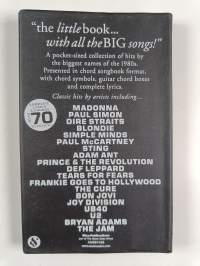 "the little book...
with all the BIG songs!"
A pocket-sized collection of hits by
the biggest names of the 1980s.
Presented in chord songbook format,
with chord symbols, guitar chord boxes
and complete lyrics.
Classic hits by artists including...
70
MADONNA
PAUL SIMON
DIRE STRAITS
BLONDIE
SIMPLE MINDS
PAUL McCARTNEY
STING
ADAM ANT
PRINCE & THE REVOLUTION
DEF LEPPARD
TEARS FOR FEARS
FRANKIE GOES TO HOLLYWOOD
THE CURE
BON JOVI
JOY DIVISION
UB40
U2
BRYAN ADAMS
THE JAM